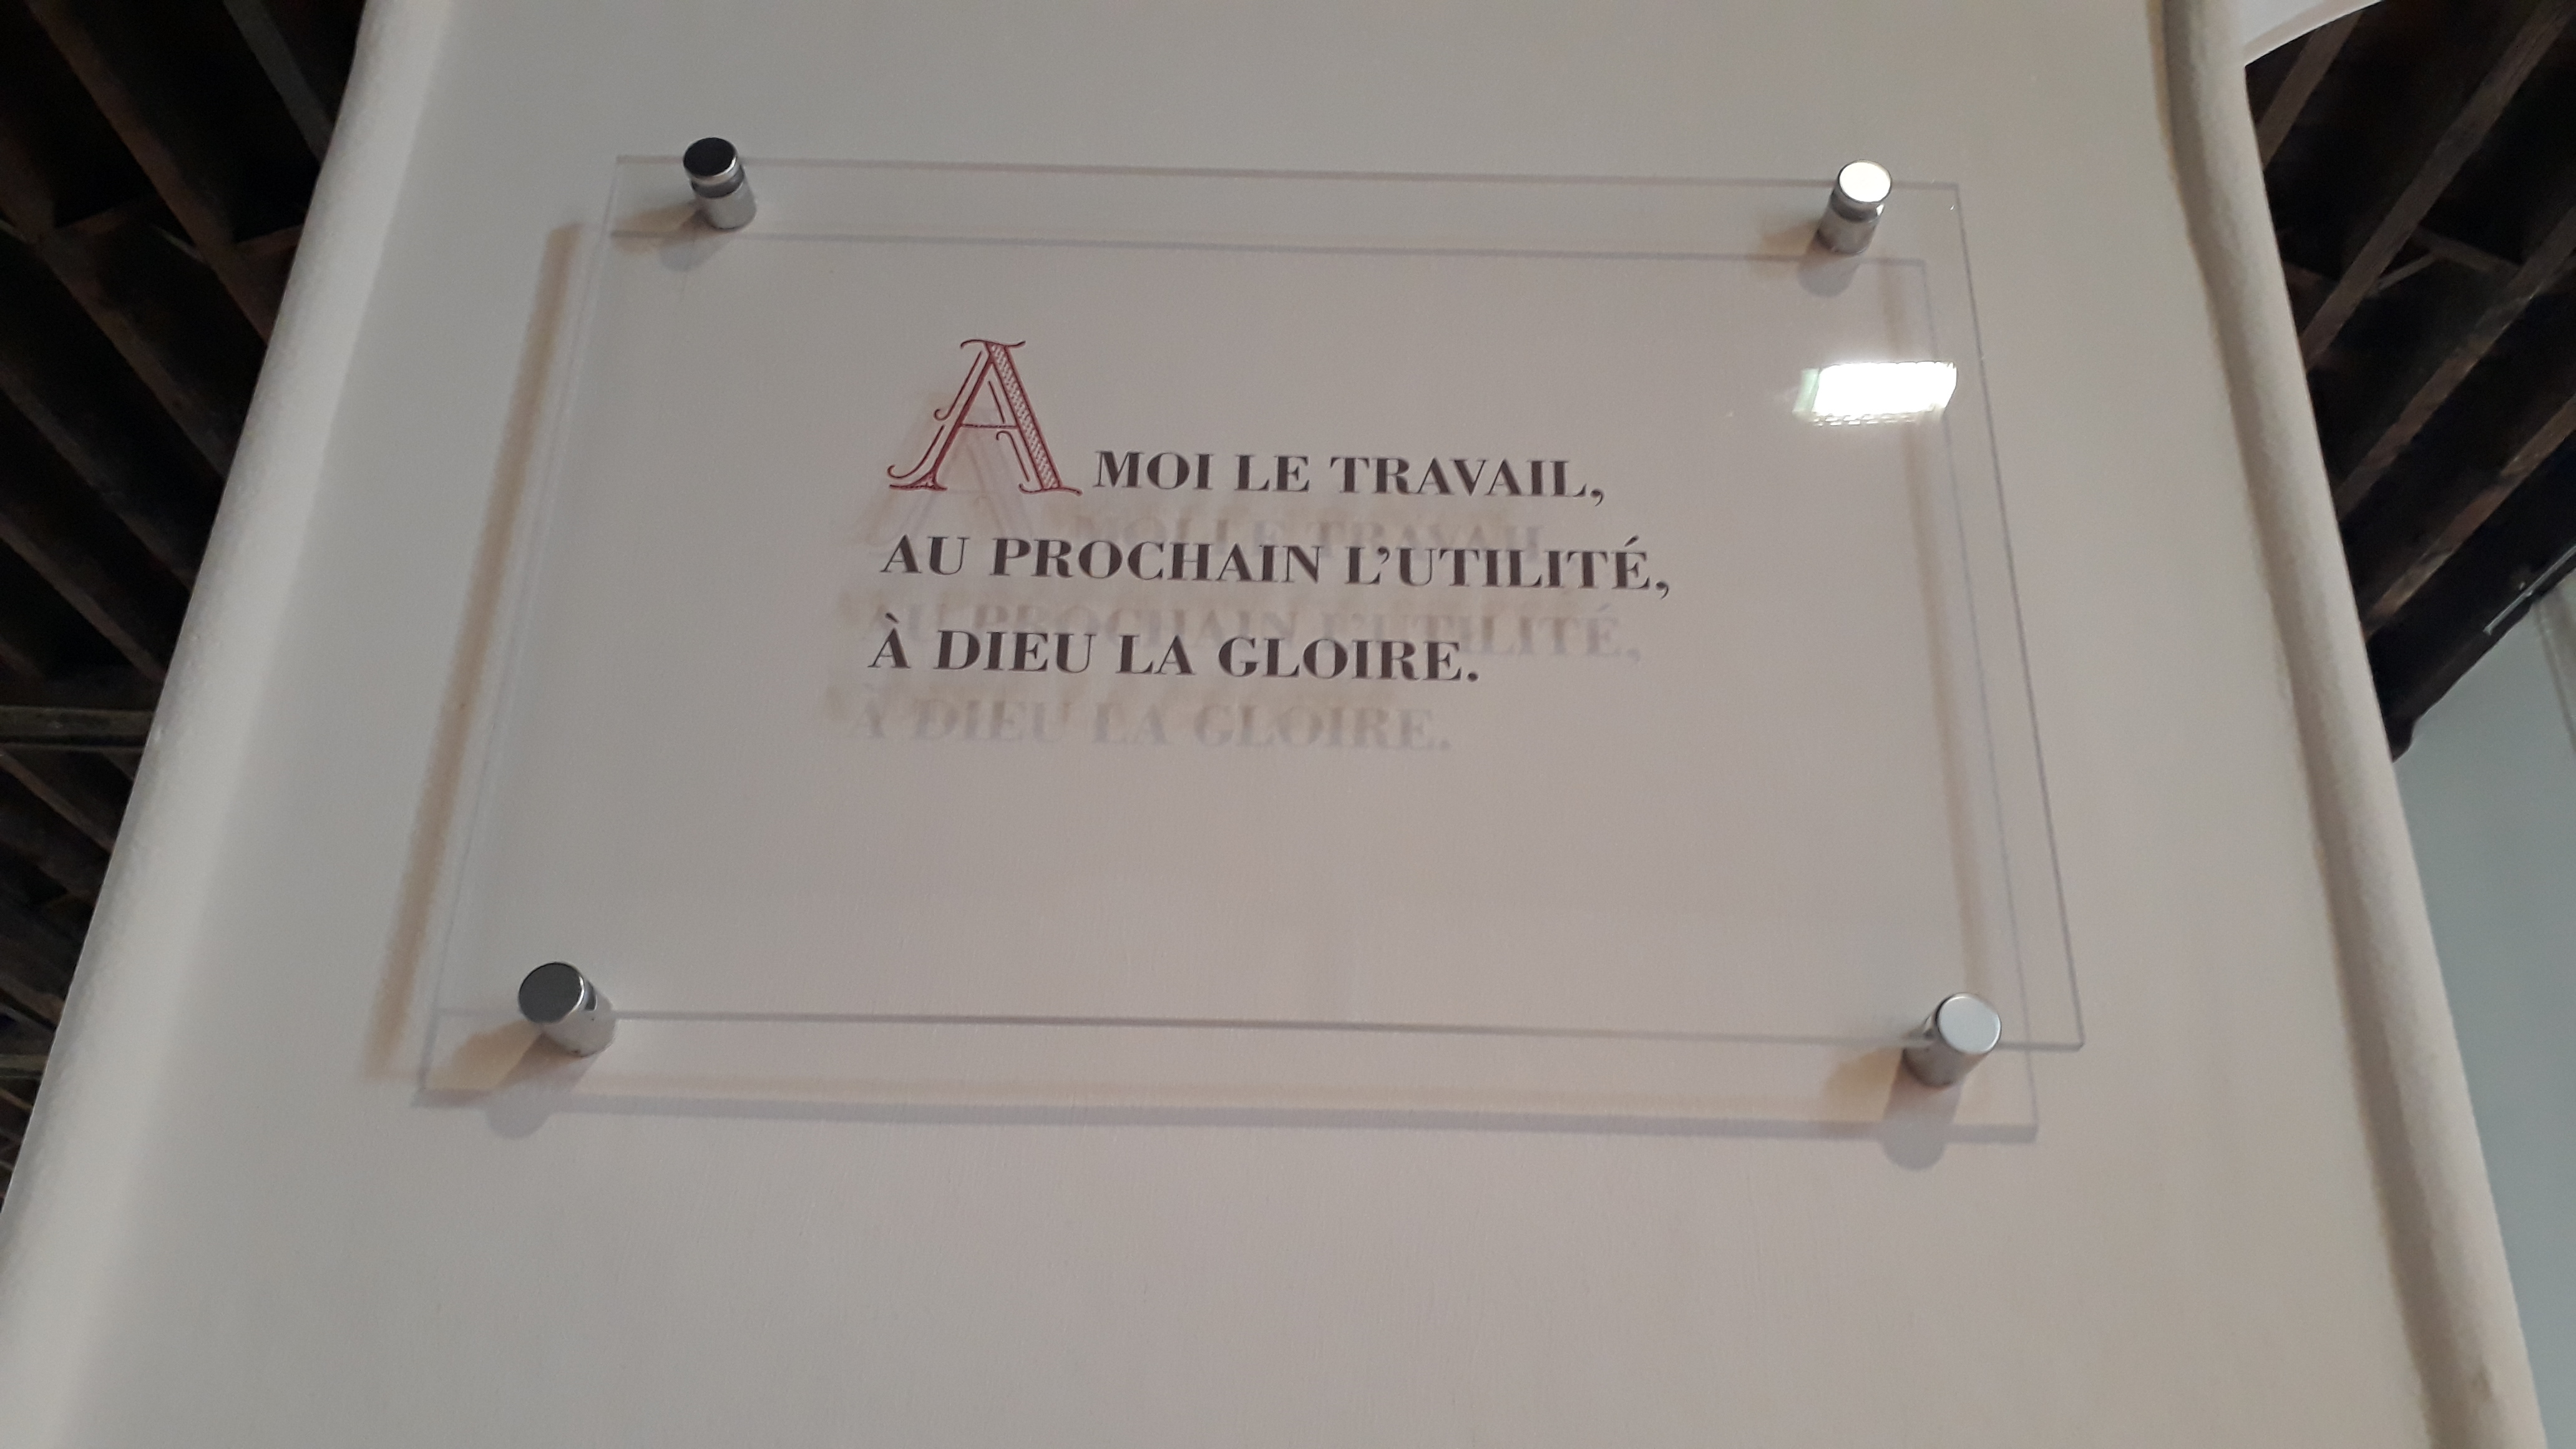 A MOI LE TRAVAIL,
AU PROCHAIN L'UTILITÉ,
À DIEU LA GLOIRE.